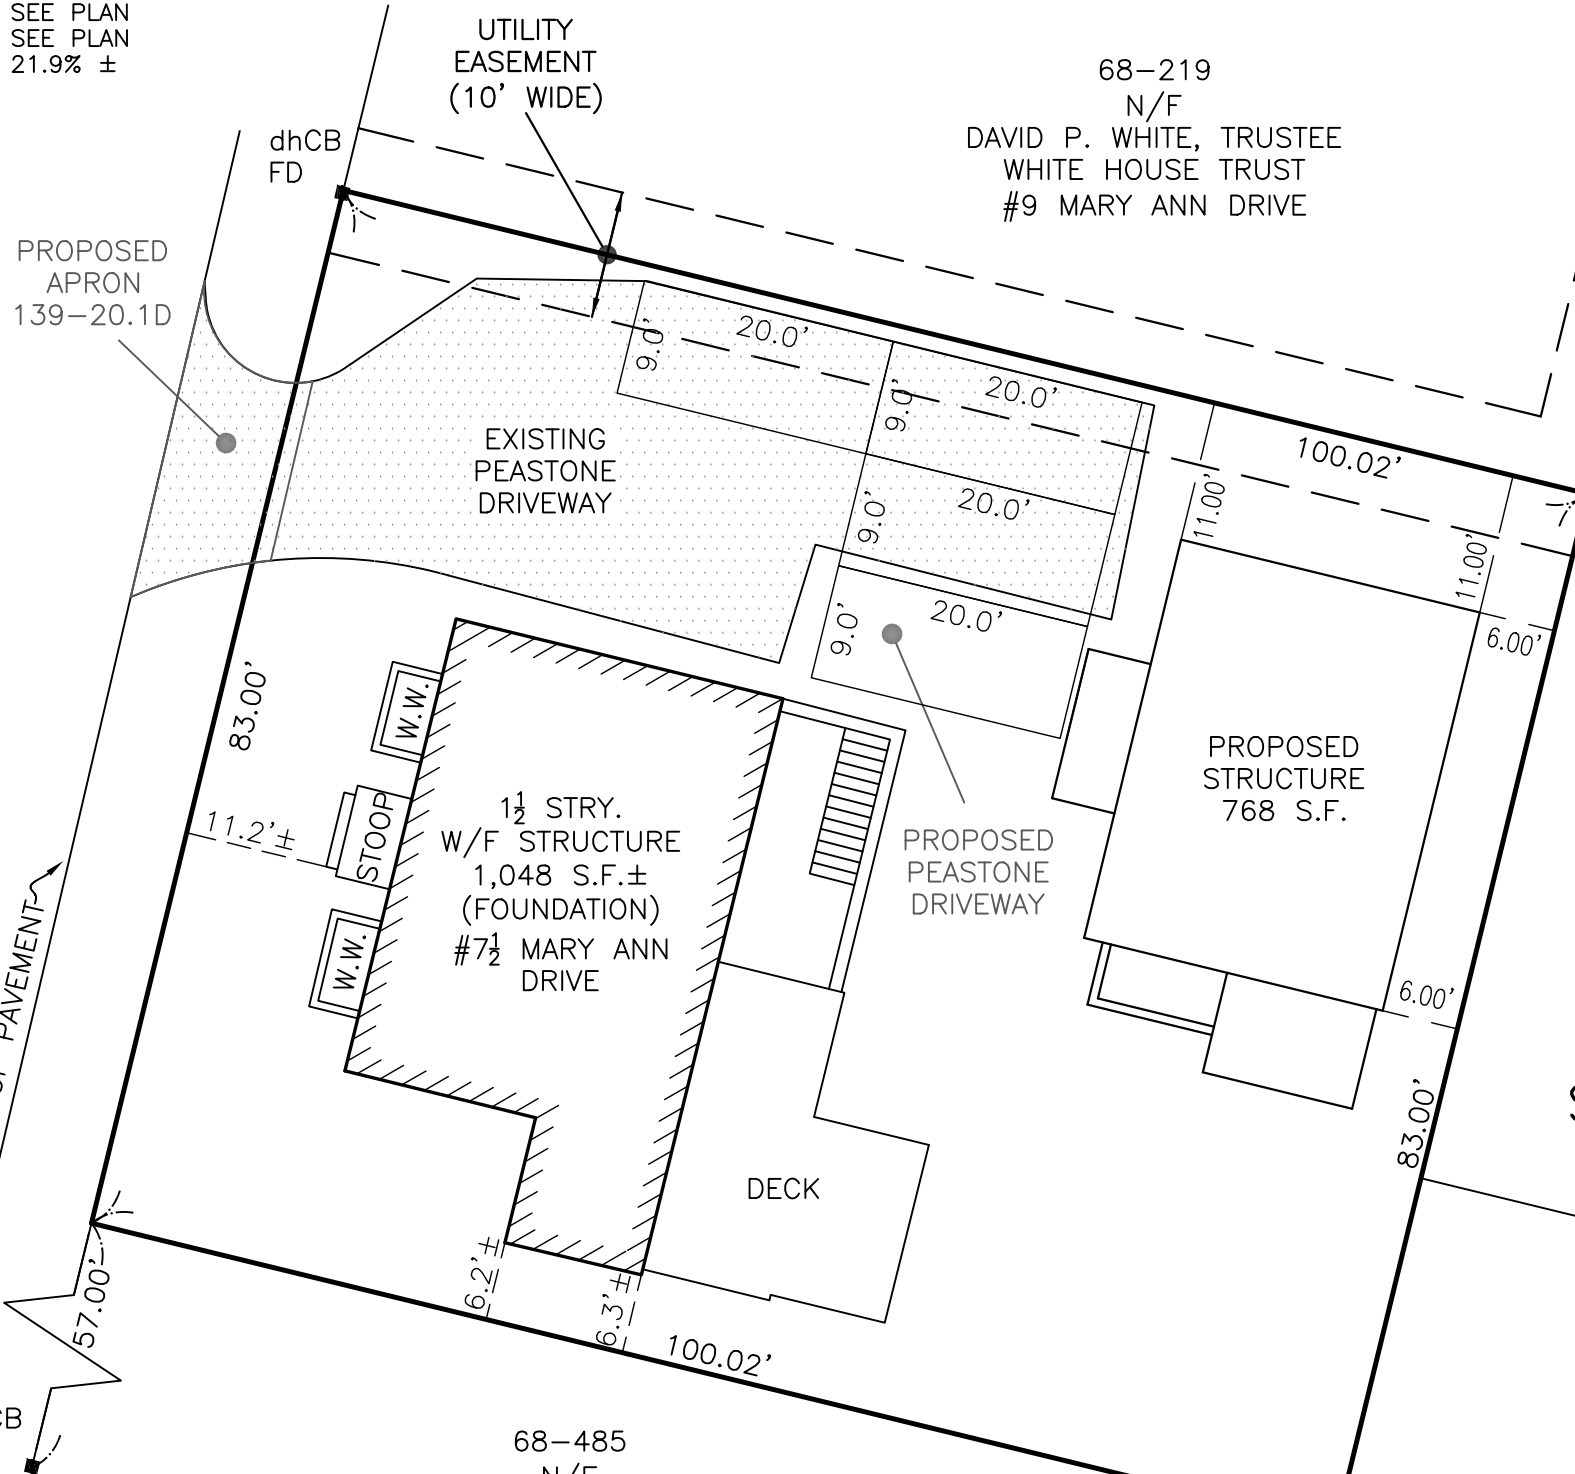 SEE PLAN
SEE PLAN
21.9% ±
UTILITY
EASEMENT
(10' WIDE)
68-219
N/F
DAVID P. WHITE, TRUSTEE
WHITE HOUSE TRUST
#9 MARY ANN DRIVE
dhCB
FD
PROPOSED
APRON
139-20.1D
9.0'
20.0'
9.0'
20.0'
100.02'
EXISTING
PEASTONE
DRIVEWAY
9.0'
20.0'
11.00'
11.00'
9.0'
20.0'
6.00'
83.00'
W.W.
PROPOSED
STRUCTURE
768 S.F.
11.2'±
STOOP
1½ STRY.
W/F STRUCTURE
1,048 S.F.±
(FOUNDATION)
#7½ MARY ANN
DRIVE
PROPOSED
PEASTONE
DRIVEWAY
W.W.
PAVEMENT
6.00'
83.00'
DECK
57.00'
6.2'±
6.3'±
100.02'
CB
68-485
N/F